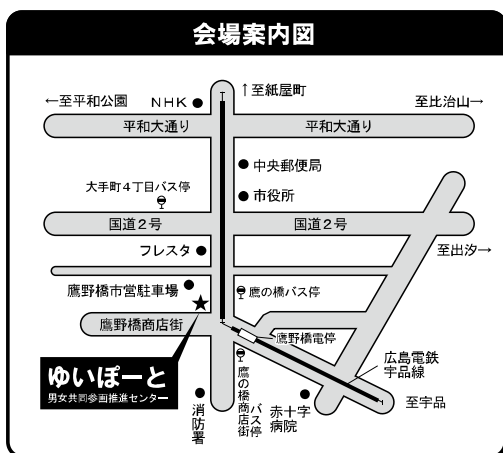 会場案内図
←至平和公園
NHK
↑至紙屋町
至比治山→
平和大通り
平和大通り
中央郵便局
大手町4丁目バス停
市役所
国道2号
国道2号
フレスタ
至出汐→
鷹野橋市営駐車場
鷹の橋バス停
鷹野橋商店街
鷹野橋電停
ゆいぽーと
男女共同参画推進センター
広島電鉄
宇品線
消防署
鷹の橋商店街
バス停
赤十字
病院
至宇品